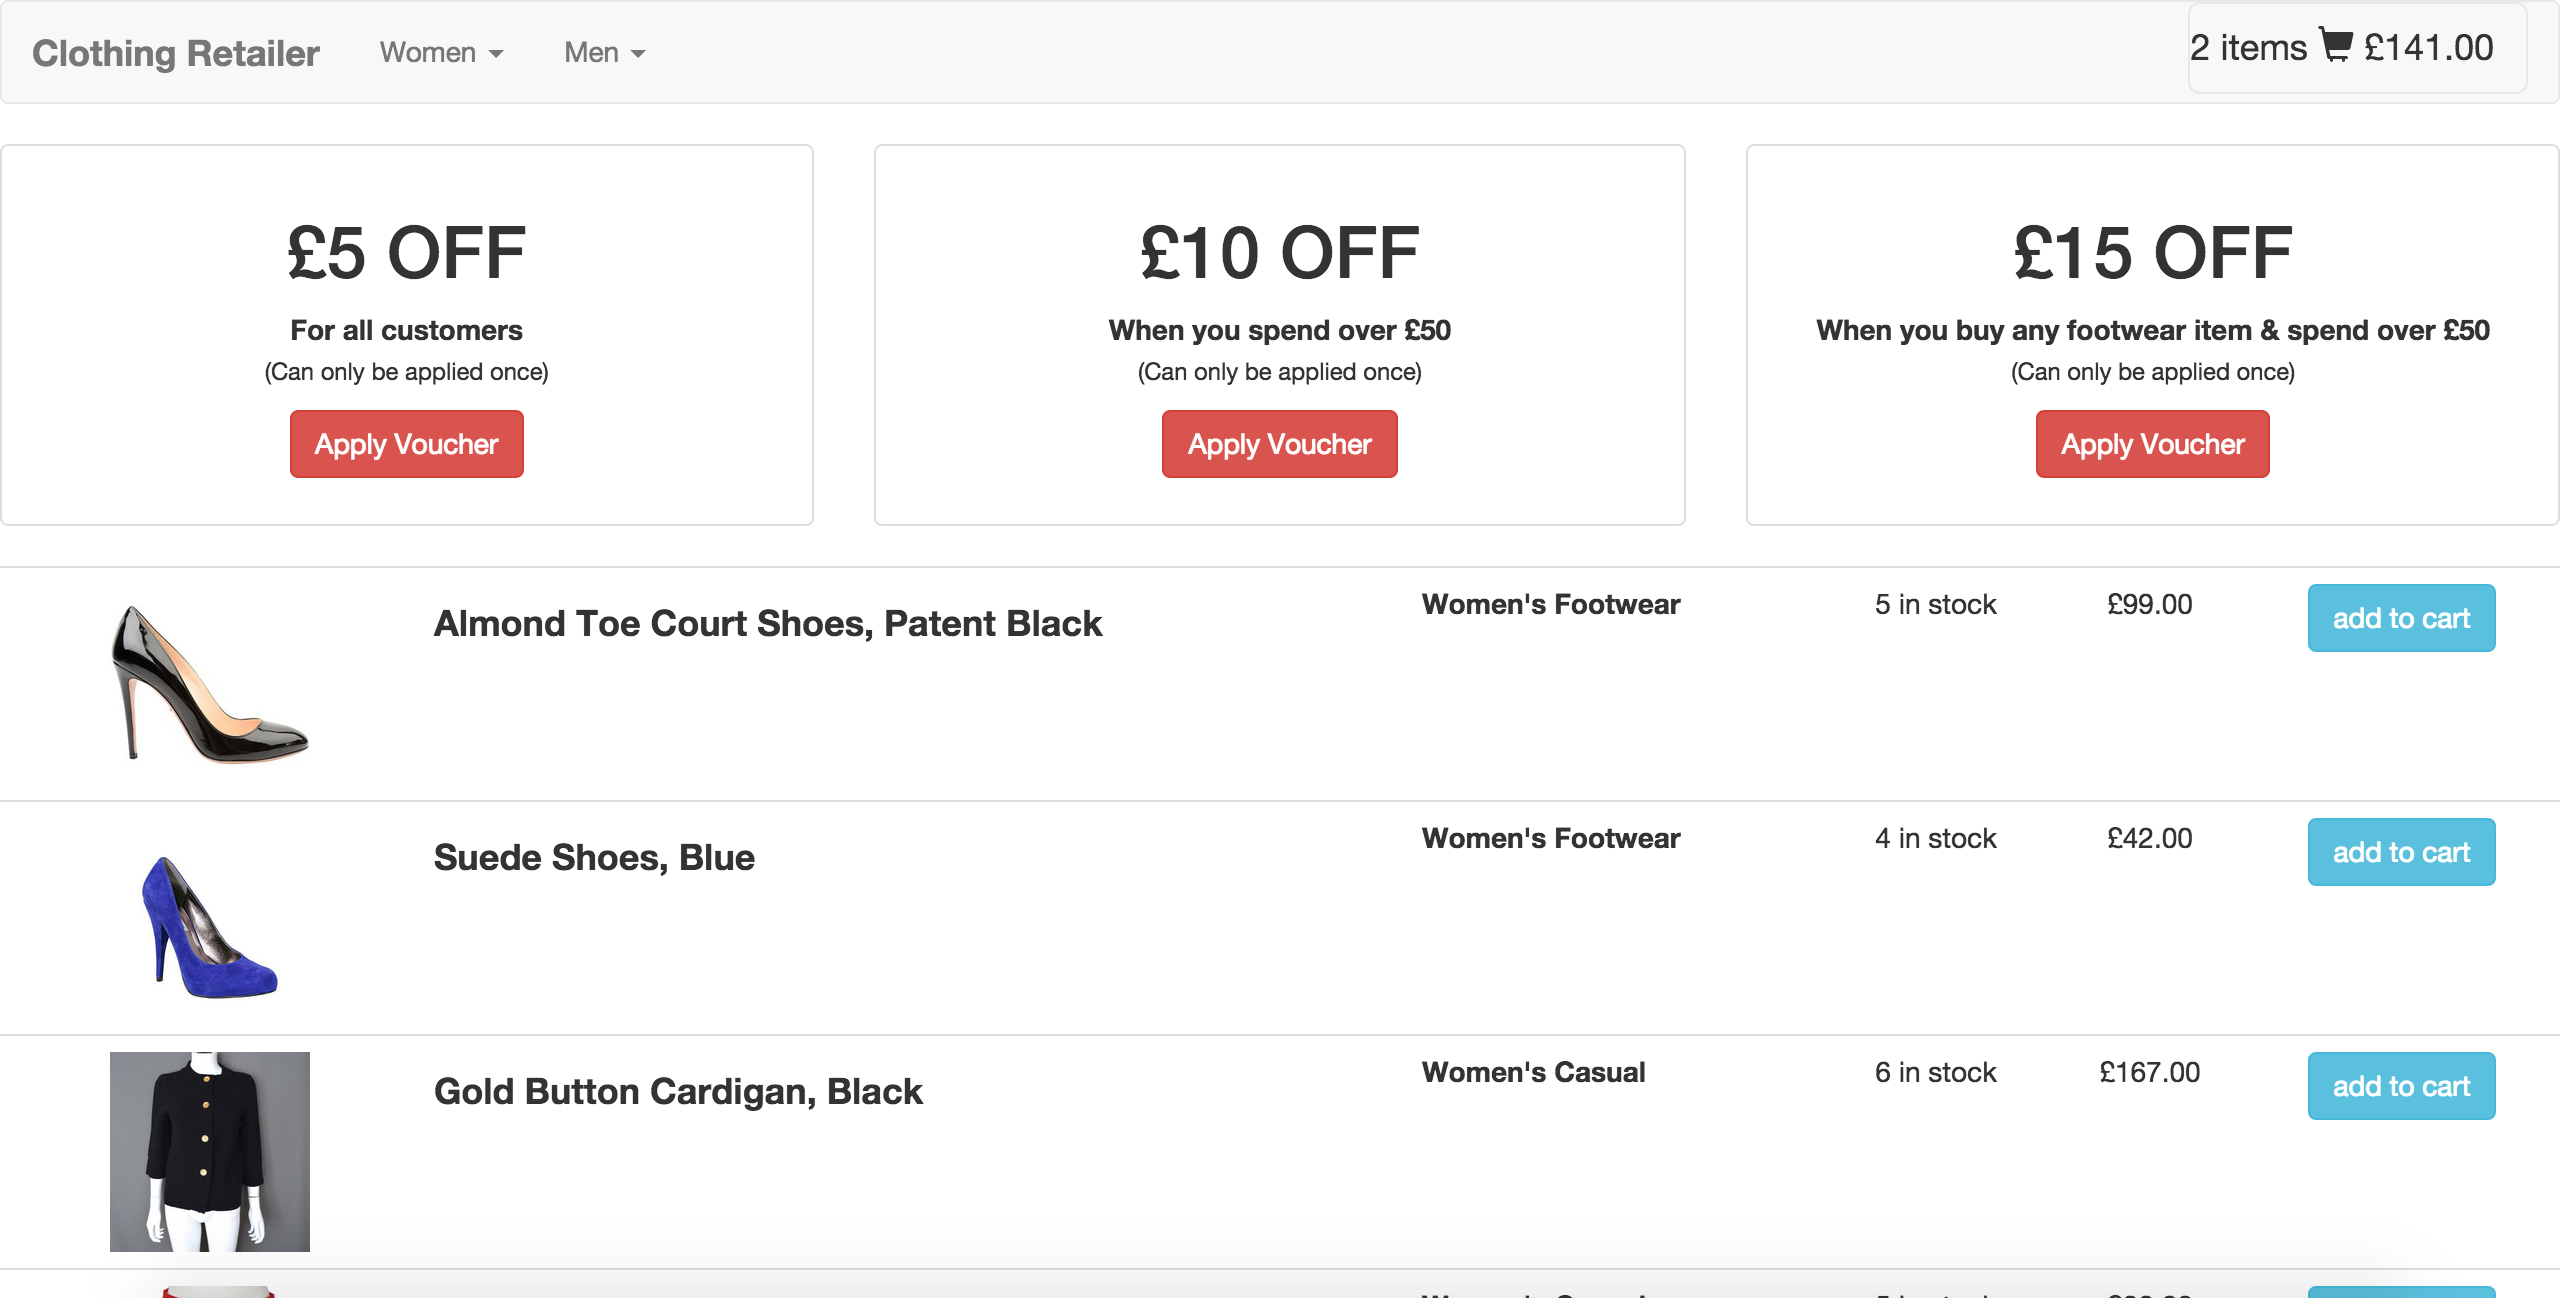 Clothing Retailer Women Men 2 items £141.00
£5 OFF
For all customers
(Can only be applied once)
Apply Voucher
£10 OFF
When you spend over £50
(Can only be applied once)
Apply Voucher
£15 OFF
When you buy any footwear item & spend over £50
(Can only be applied once)
Apply Voucher
Almond Toe Court Shoes, Patent Black Women's Footwear 5 in stock £99.00 add to cart
Suede Shoes, Blue Women's Footwear 4 in stock £42.00 add to cart
Gold Button Cardigan, Black Women's Casual 6 in stock £167.00 add to cart